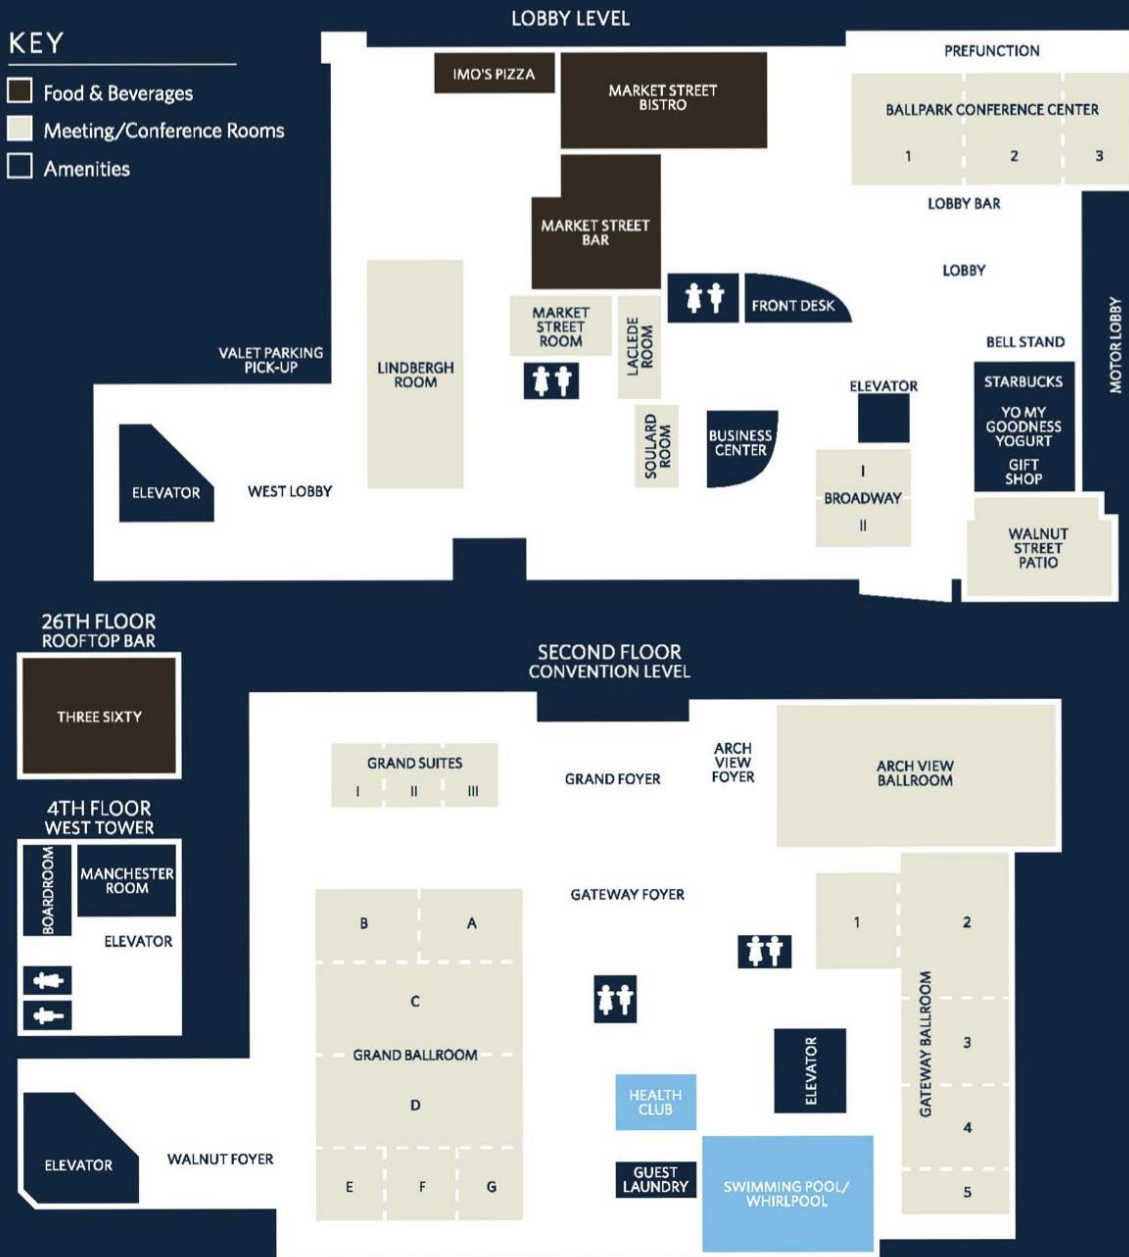 LOBBY LEVEL
KEY
Food & Beverages
Meeting/Conference Rooms
Amenities
IMO'S PIZZA
MARKET STREET
BISTRO
PREFUNCTION
BALLPARK CONFERENCE CENTER
1 2 3
LOBBY BAR
MARKET STREET
BAR
LOBBY
FRONT DESK
MARKET
STREET
ROOM
LACLEDE
ROOM
MOTOR LOBBY
VALET PARKING
PICK-UP
LINDBERGH
ROOM
BELL STAND
ELEVATOR
STARBUCKS
YO MY
GOODNESS
YOGURT
GIFT
SHOP
SOULARD
ROOM
BUSINESS
CENTER
I
BROADWAY
II
ELEVATOR
WEST LOBBY
WALNUT
STREET
PATIO
26TH FLOOR
ROOFTOP BAR
THREE SIXTY
4TH FLOOR
WEST TOWER
BOARDROOM
MANCHESTER
ROOM
ELEVATOR
SECOND FLOOR
CONVENTION LEVEL
GRAND SUITES
I II III
GRAND FOYER
ARCH
VIEW
FOYER
ARCH VIEW
BALLROOM
GATEWAY FOYER
B A
C
GRAND BALLROOM
D
E F G
1 2
3
4
5
GATEWAY BALLROOM
ELEVATOR
HEALTH
CLUB
GUEST
LAUNDRY
SWIMMING POOL/
WHIRLPOOL
ELEVATOR
WALNUT FOYER